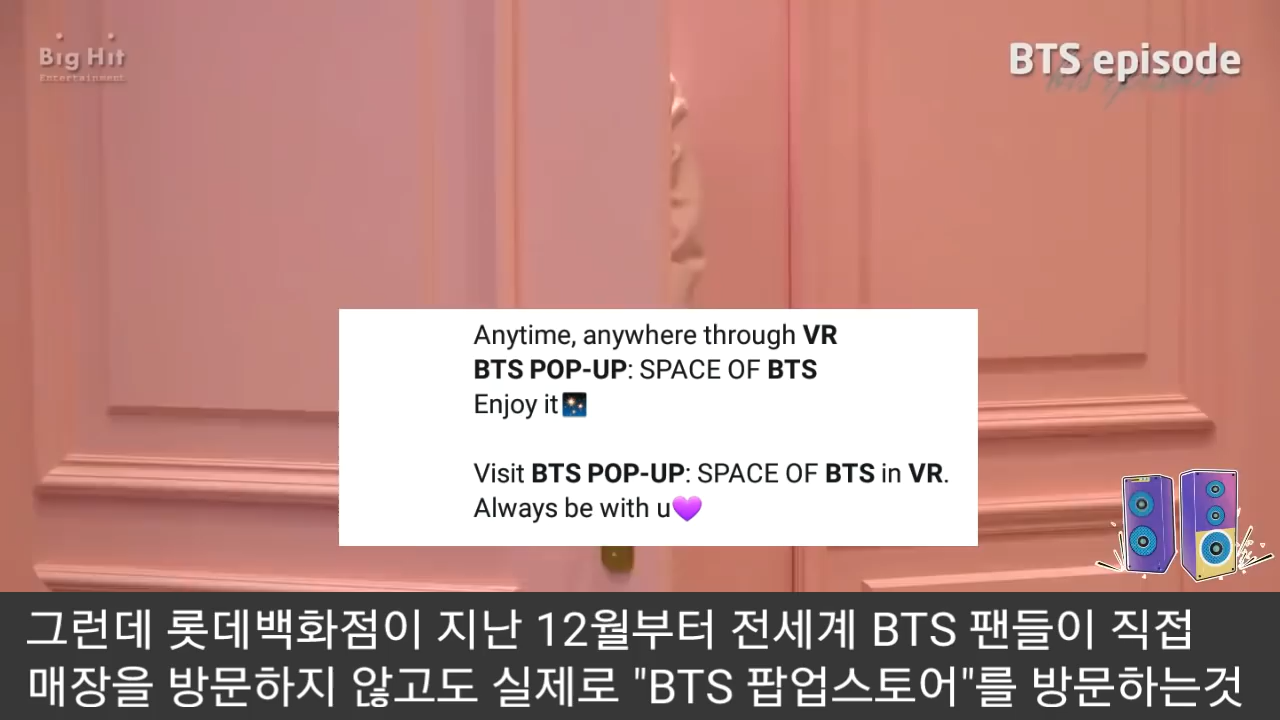 Big Hit
Entertainment
BTS episode
Anytime, anywhere through VR
BTS POP-UP: SPACE OF BTS
Enjoy it🌃
Visit BTS POP-UP: SPACE OF BTS in VR.
Always be with u💜
그런데 롯데백화점이 지난 12월부터 전세계 BTS 팬들이 직접
매장을 방문하지 않고도 실제로 "BTS 팝업스토어"를 방문하는것